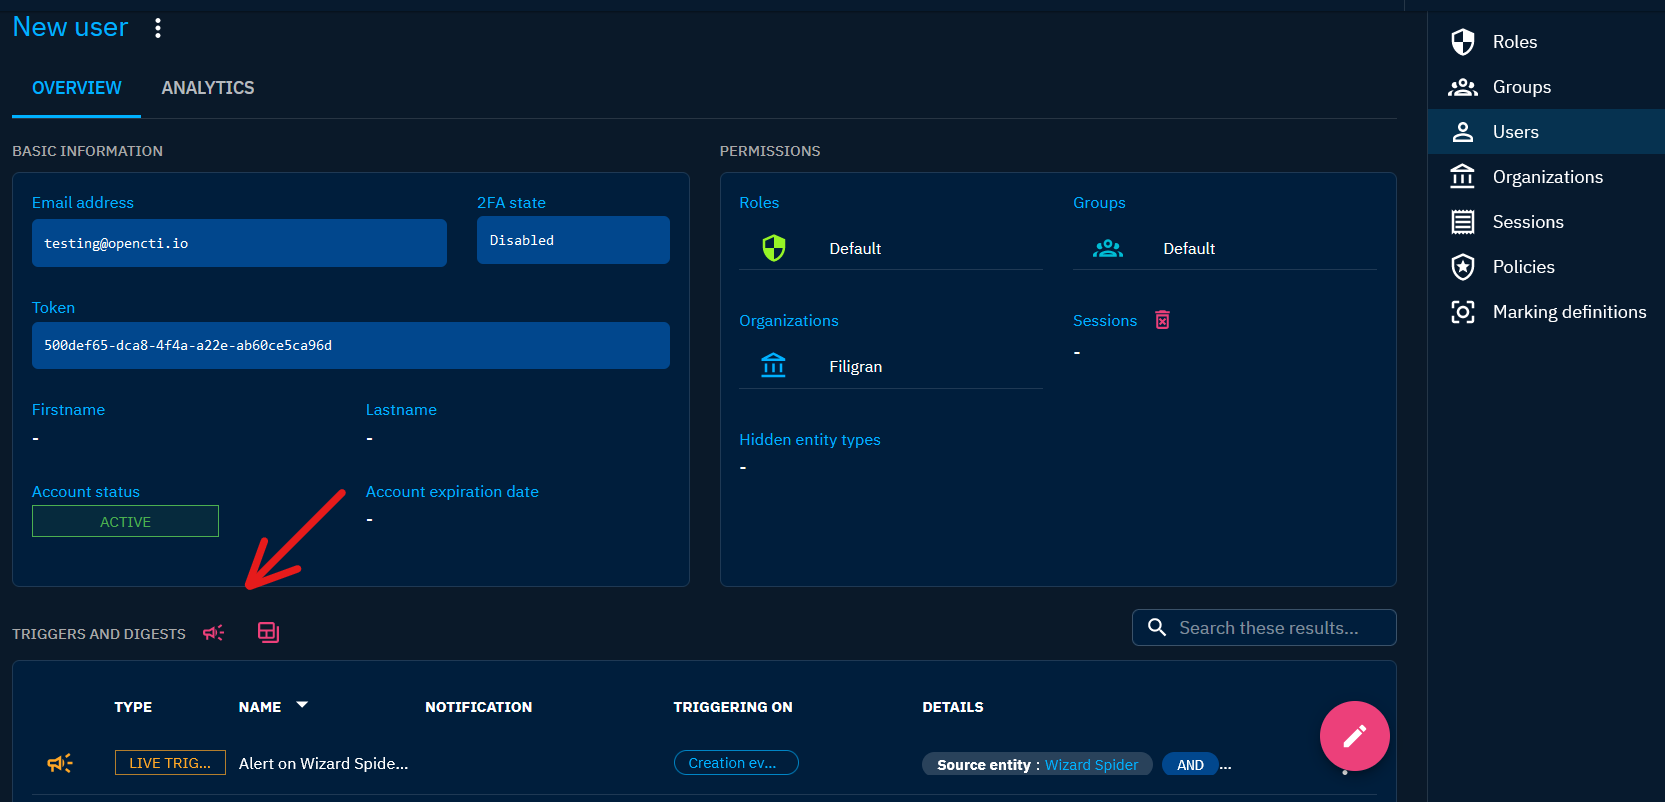 New user
OVERVIEW
ANALYTICS
BASIC INFORMATION
Email address
2FA state
testing@opencti.io
Disabled
Token
500def65-dca8-4f4a-a22e-ab60ce5ca96d
Firstname
Lastname
-
-
Account status
Account expiration date
ACTIVE
-
PERMISSIONS
Roles
Groups
Default
Default
Organizations
Sessions
Filigran
-
Hidden entity types
-
TRIGGERS AND DIGESTS
Search these results...
TYPE
NAME
NOTIFICATION
TRIGGERING ON
DETAILS
LIVE TRIG...
Alert on Wizard Spide...
Creation ev...
Source entity : Wizard Spider
AND
...
Roles
Groups
Users
Organizations
Sessions
Policies
Marking definitions